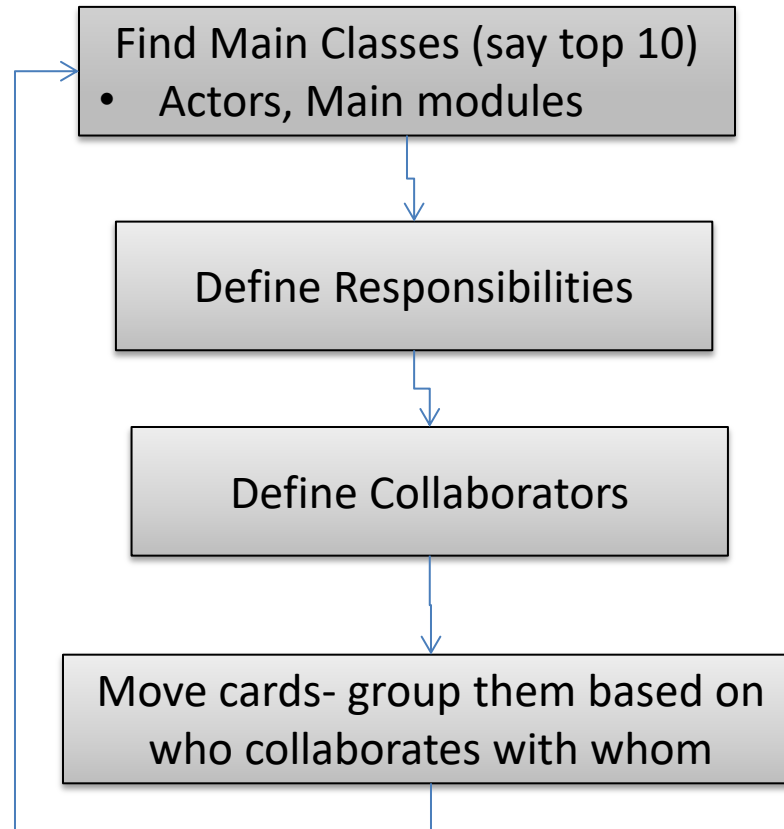 Find Main Classes (say top 10)
• Actors, Main modules
Define Responsibilities
Define Collaborators
Move cards- group them based on
who collaborates with whom